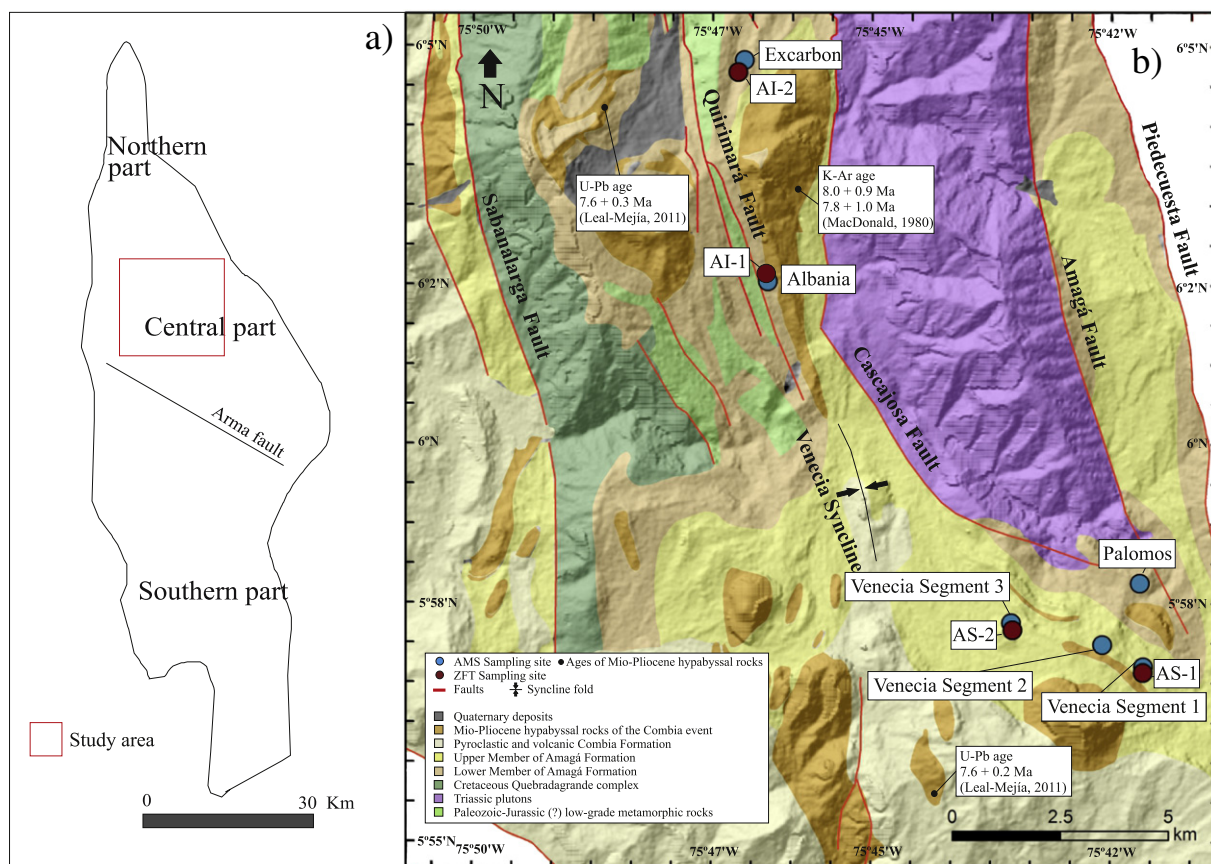 a)
Northern
part
Central part
Arma fault
Southern part
Study area
0
30
Km
b)
75°50'W
75°47'W
75°45'W
75°42'W
6°5'N
6°5'N
N
Excarbon
AI-2
Quirimará Fault
U-Pb age
7.6 + 0.3 Ma
(Leal-Mejía, 2011)
K-Ar age
8.0 + 0.9 Ma
7.8 + 1.0 Ma
(MacDonald, 1980)
Piedecuesta Fault
Sabanalarga Fault
AI-1
Albania
6°2'N
6°2'N
Amagá Fault
Cascajosa Fault
6°N
6°N
Venecia Syncline
Palomos
Venecia Segment 3
5°58'N
5°58'N
AS-2
AS-1
Venecia Segment 2
Venecia Segment 1
AMS Sampling site
Ages of Mio-Pliocene hypabyssal rocks
ZFT Sampling site
Faults
Syncline fold
Quaternary deposits
Mio-Pliocene hypabyssal rocks of the Combia event
Pyroclastic and volcanic Combia Formation
Upper Member of Amagá Formation
Lower Member of Amagá Formation
Cretaceous Quebradagrande complex
Triassic plutons
Paleozoic-Jurassic (?) low-grade metamorphic rocks
U-Pb age
7.6 + 0.2 Ma
(Leal-Mejía, 2011)
0
2.5
5
km
5°55'N
75°50'W
75°47'W
75°45'W
75°42'W